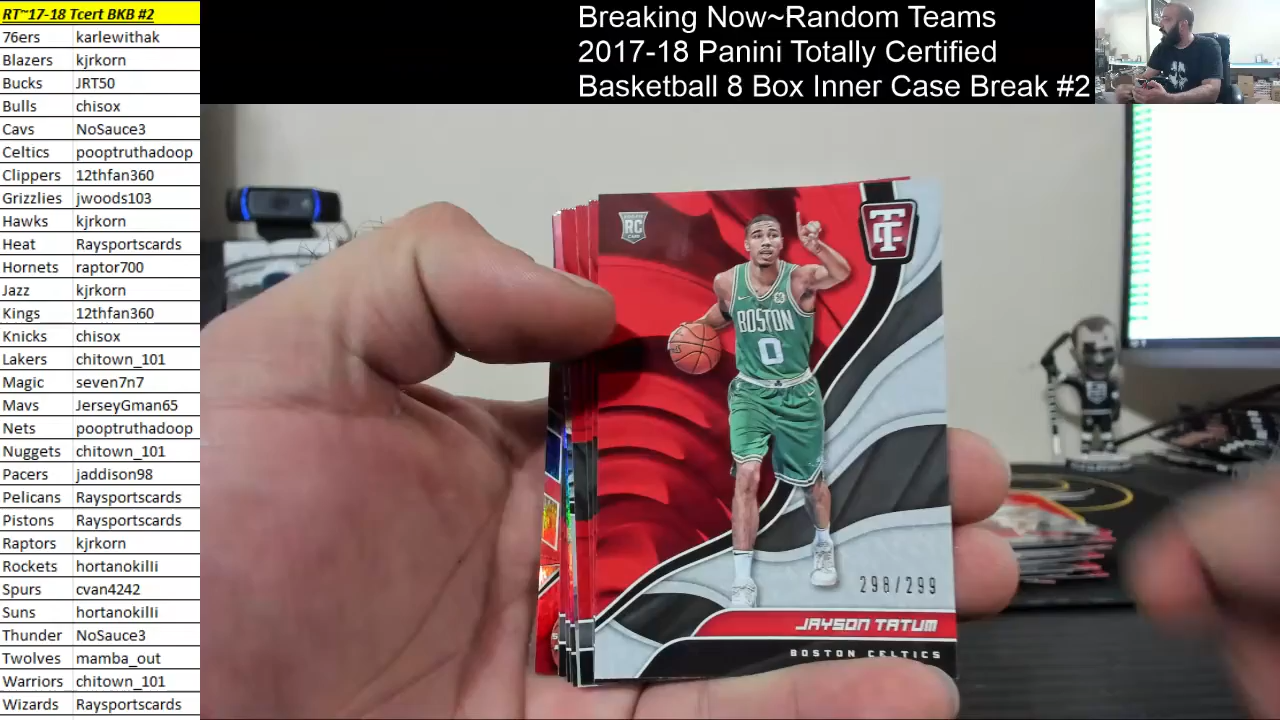 RT~17-18 Tcert BKB #2
76ers karlewithak
Blazers kjrkorn
Bucks JRT50
Bulls chisox
Cavs NoSauce3
Celtics pooptruthadoop
Clippers 12thfan360
Grizzlies jwoods103
Hawks kjrkorn
Heat Raysportscards
Hornets raptor700
Jazz kjrkorn
Kings 12thfan360
Knicks chisox
Lakers chitown_101
Magic seven7n7
Mavs JerseyGman65
Nets pooptruthadoop
Nuggets chitown_101
Pacers jaddison98
Pelicans Raysportscards
Pistons Raysportscards
Raptors kjrkorn
Rockets hortanokilli
Spurs cvan4242
Suns hortanokilli
Thunder NoSauce3
Twolves mamba_out
Warriors chitown_101
Wizards Raysportscards
Breaking Now~Random Teams
2017-18 Panini Totally Certified
Basketball 8 Box Inner Case Break #2
RC
TC
BOSTON
0
298/299
JAYSON TATUM
BOSTON CELTICS